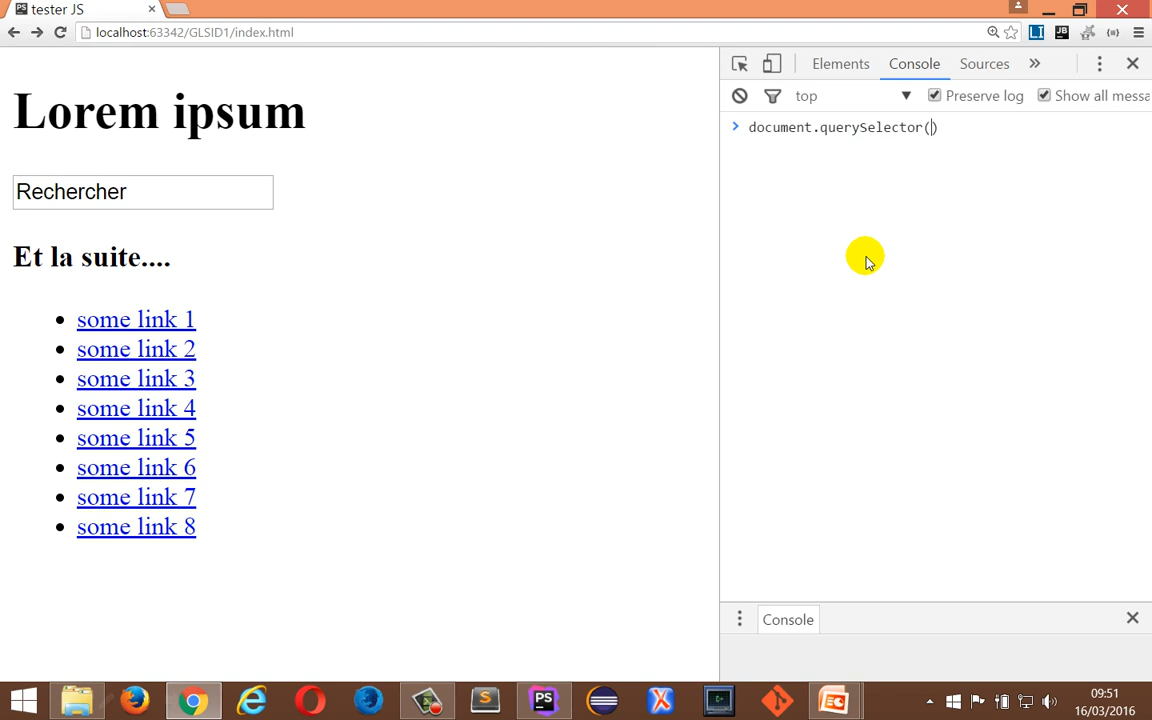 tester JS
localhost:63342/GLSID1/index.html
Lorem ipsum
Rechercher
Et la suite....
some link 1
some link 2
some link 3
some link 4
some link 5
some link 6
some link 7
some link 8
Elements Console Sources
top Preserve log Show all messa
document.querySelector()
Console
09:51
16/03/2016